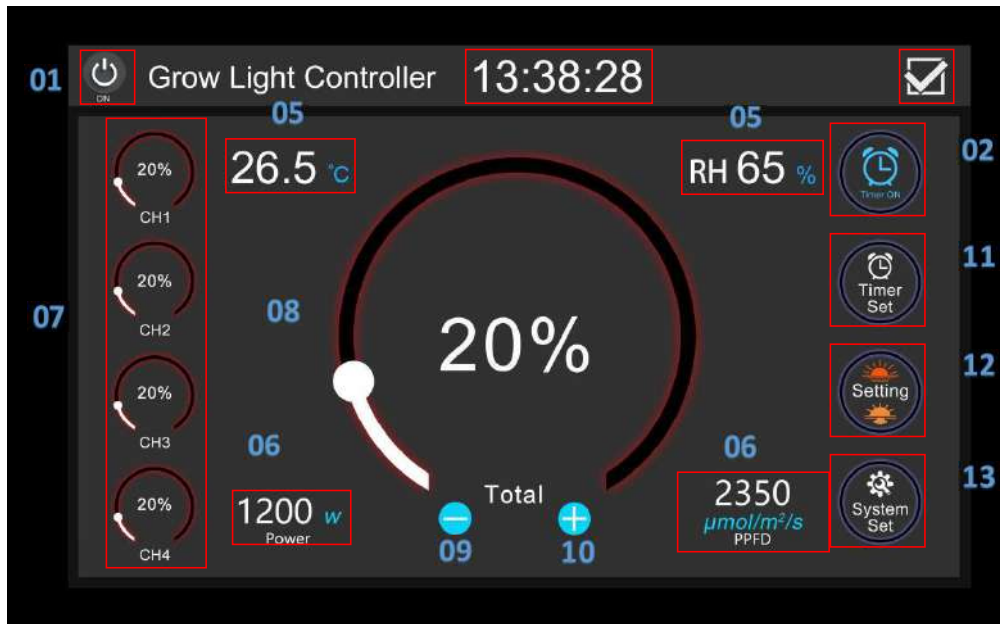 01
ON
Grow Light Controller
13:38:28
05
05
20%
CH1
26.5 °C
RH 65 %
Timer ON
02
20%
CH2
Timer
Set
11
07
08
20%
20%
CH3
Setting
12
06
06
20%
CH4
1200 w
Power
Total
09
10
2350
μmol/m²/s
PPFD
System
Set
13